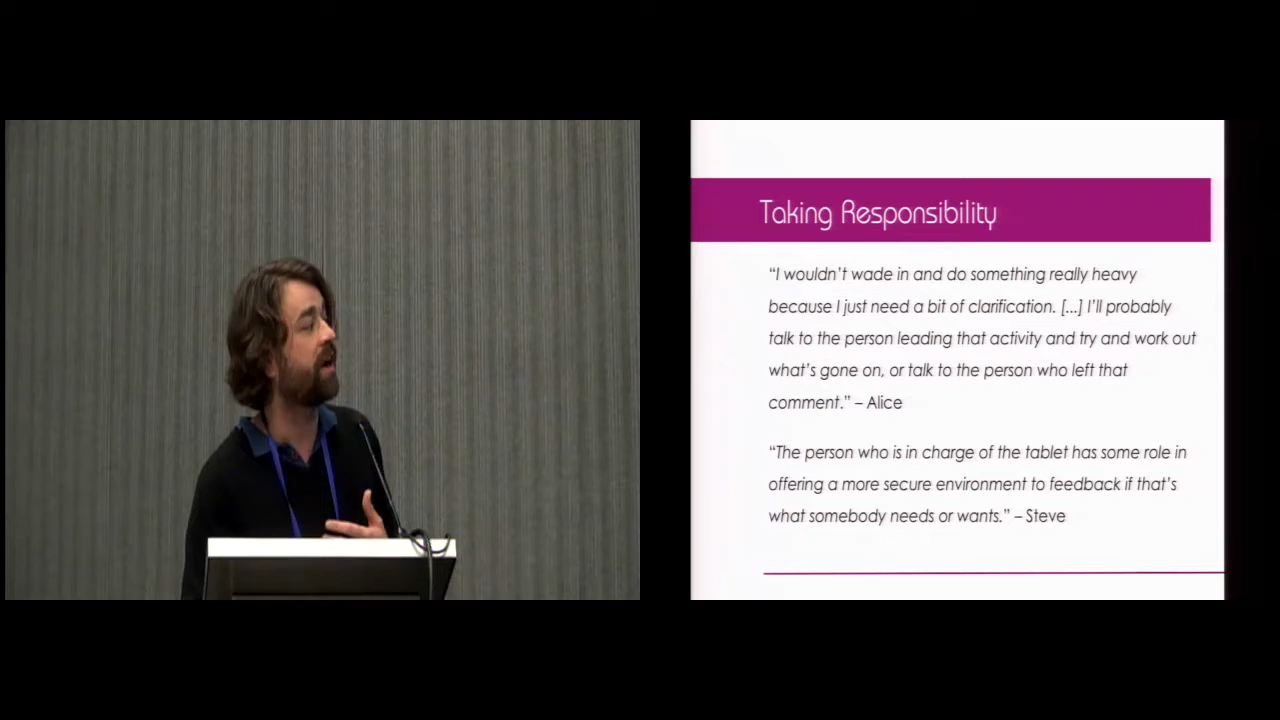 Taking Responsibility
“I wouldn’t wade in and do something really heavy
because I just need a bit of clarification. [...] I’ll probably
talk to the person leading that activity and try and work out
what’s gone on, or talk to the person who left that
comment.” – Alice
“The person who is in charge of the tablet has some role in
offering a more secure environment to feedback if that’s
what somebody needs or wants.” – Steve